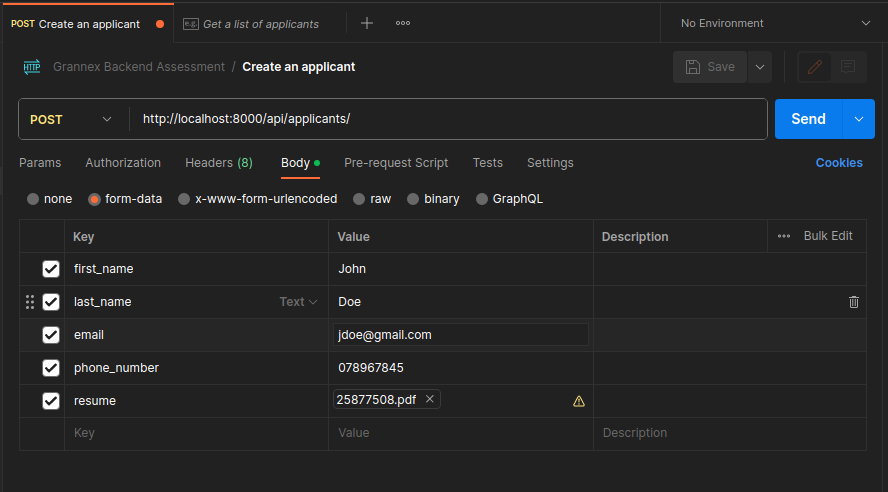 POST Create an applicant e.g. Get a list of applicants No Environment
HTTP Grannex Backend Assessment / Create an applicant Save
POST http://localhost:8000/api/applicants/ Send
Params Authorization Headers (8) Body Pre-request Script Tests Settings Cookies
none form-data x-www-form-urlencoded raw binary GraphQL
Key Value Description Bulk Edit
first_name John
last_name Text Doe
email jdoe@gmail.com
phone_number 078967845
resume 25877508.pdf
Key Value Description